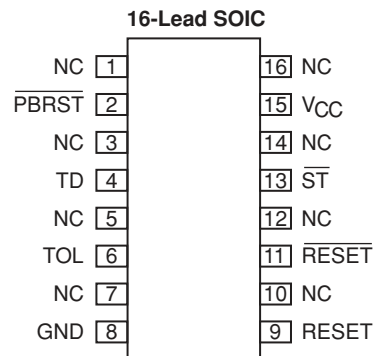 16-Lead SOIC
NC 1 16 NC
PBRST 2 15 VCC
NC 3 14 NC
TD 4 13 ST
NC 5 12 NC
TOL 6 11 RESET
NC 7 10 NC
GND 8 9 RESET